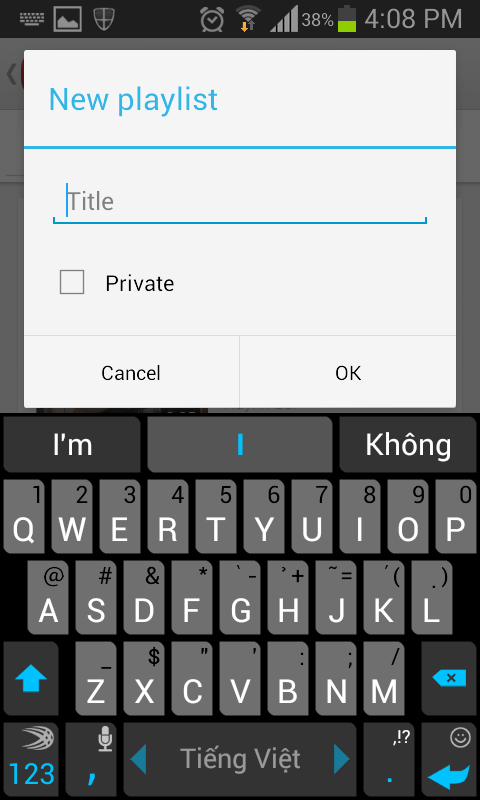 38% 4:08 PM
New playlist
Title
Private
Cancel OK
I'm I Không
1 2 3 4 5 6 7 8 9 0
Q W E R T Y U I O P
@ # & * ` - ̉ + ~ = ´ ( . )
A S D F G H J K L
_ $ " ' : ; /
Z X C V B N M
,!?
123 , Tiếng Việt .